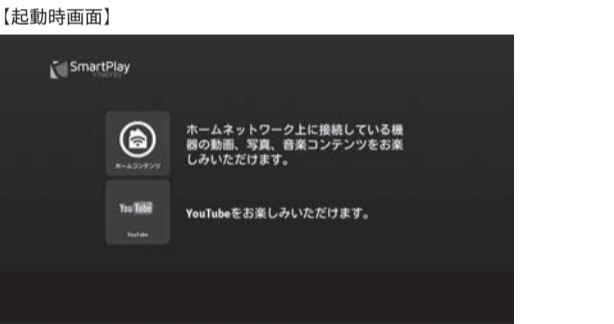 【起動時画面】
SmartPlay
ホームネットワーク上に接続している機
器の動画、写真、音楽コンテンツをお楽
しみいただけます。
ホームコンテンツ
You Tube
YouTubeをお楽しみいただけます。
YouTube